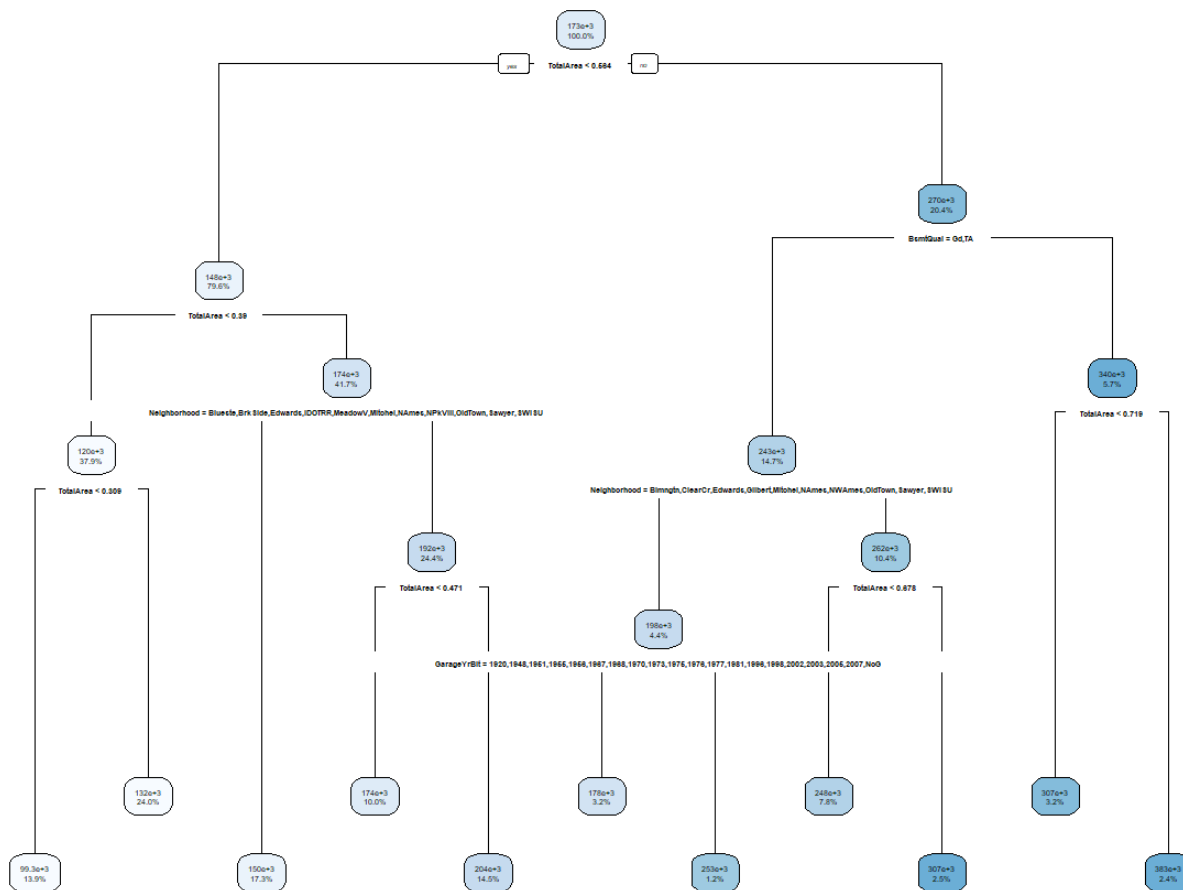 173e+3
100.0%
yes
TotalArea < 0.564
no
270e+3
20.4%
BsmtQual = Gd,TA
148e+3
79.6%
TotalArea < 0.39
174e+3
41.7%
340e+3
5.7%
Neighborhood = Blueste,BrkSide,Edwards,IDOTRR,MeadowV,Mitchel,NAmes,NPkVill,OldTown,Sawyer,SWISU
TotalArea < 0.719
120e+3
37.9%
243e+3
14.7%
TotalArea < 0.309
Neighborhood = Blmngtn,ClearCr,Edwards,Gilbert,Mitchel,NAmes,NWAmes,OldTown,Sawyer,SWISU
192e+3
24.4%
262e+3
10.4%
TotalArea < 0.471
TotalArea < 0.678
198e+3
4.4%
GarageYrBlt = 1920,1948,1951,1955,1956,1967,1968,1970,1973,1975,1976,1977,1981,1996,1998,2002,2003,2005,2007,NoG
132e+3
24.0%
174e+3
10.0%
178e+3
3.2%
248e+3
7.8%
307e+3
3.2%
99.3e+3
13.9%
150e+3
17.3%
204e+3
14.5%
253e+3
1.2%
307e+3
2.5%
383e+3
2.4%